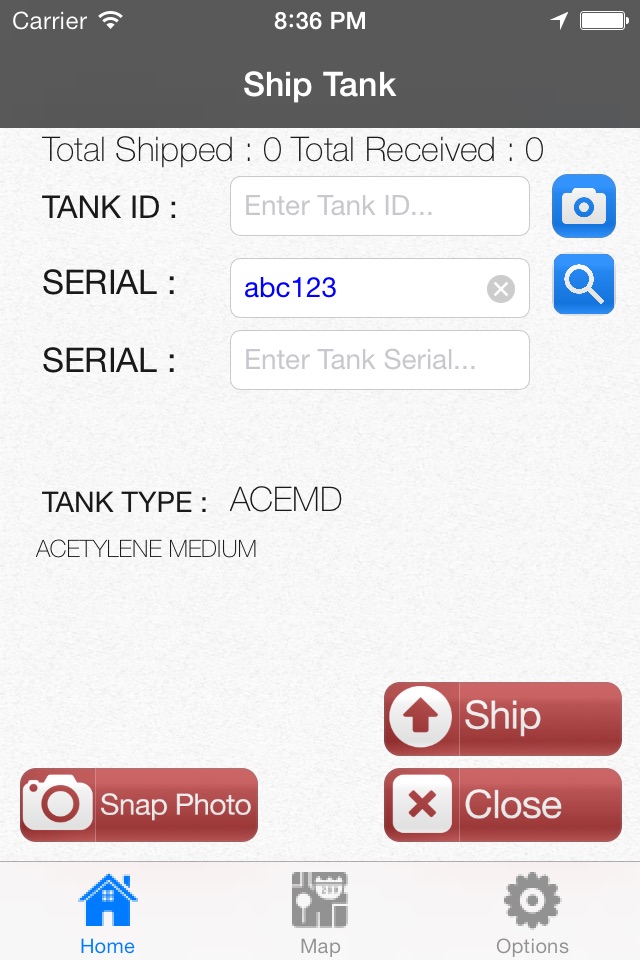 Carrier 8:36 PM
Ship Tank
Total Shipped : 0 Total Received : 0
TANK ID : Enter Tank ID...
SERIAL : abc123
SERIAL : Enter Tank Serial...
TANK TYPE : ACEMD
ACETYLENE MEDIUM
Ship
Snap Photo Close
Home Map Options